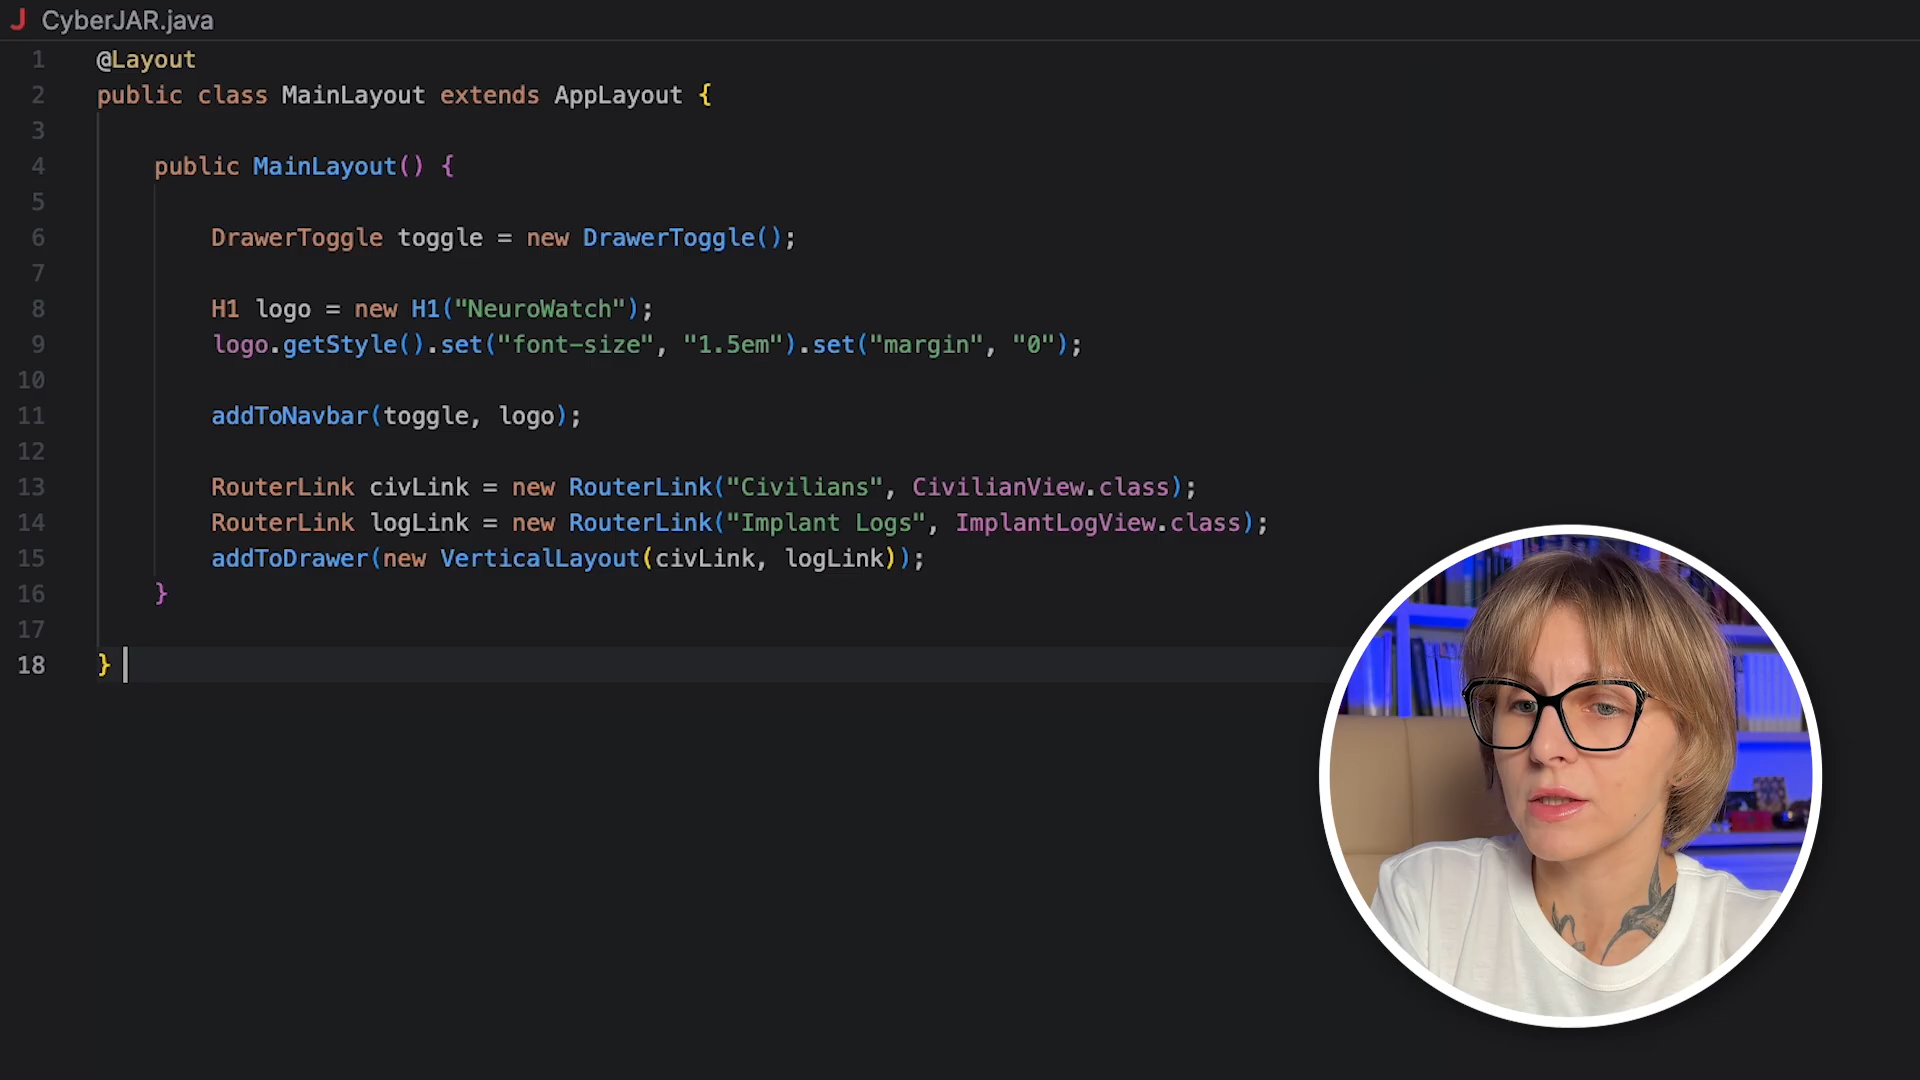 J CyberJAR.java
1 @Layout
2 public class MainLayout extends AppLayout {
3
4 public MainLayout() {
5
6 DrawerToggle toggle = new DrawerToggle();
7
8 H1 logo = new H1("NeuroWatch");
9 logo.getStyle().set("font-size", "1.5em").set("margin", "0");
10
11 addToNavbar(toggle, logo);
12
13 RouterLink civLink = new RouterLink("Civilians", CivilianView.class);
14 RouterLink logLink = new RouterLink("Implant Logs", ImplantLogView.class);
15 addToDrawer(new VerticalLayout(civLink, logLink));
16 }
17
18 }